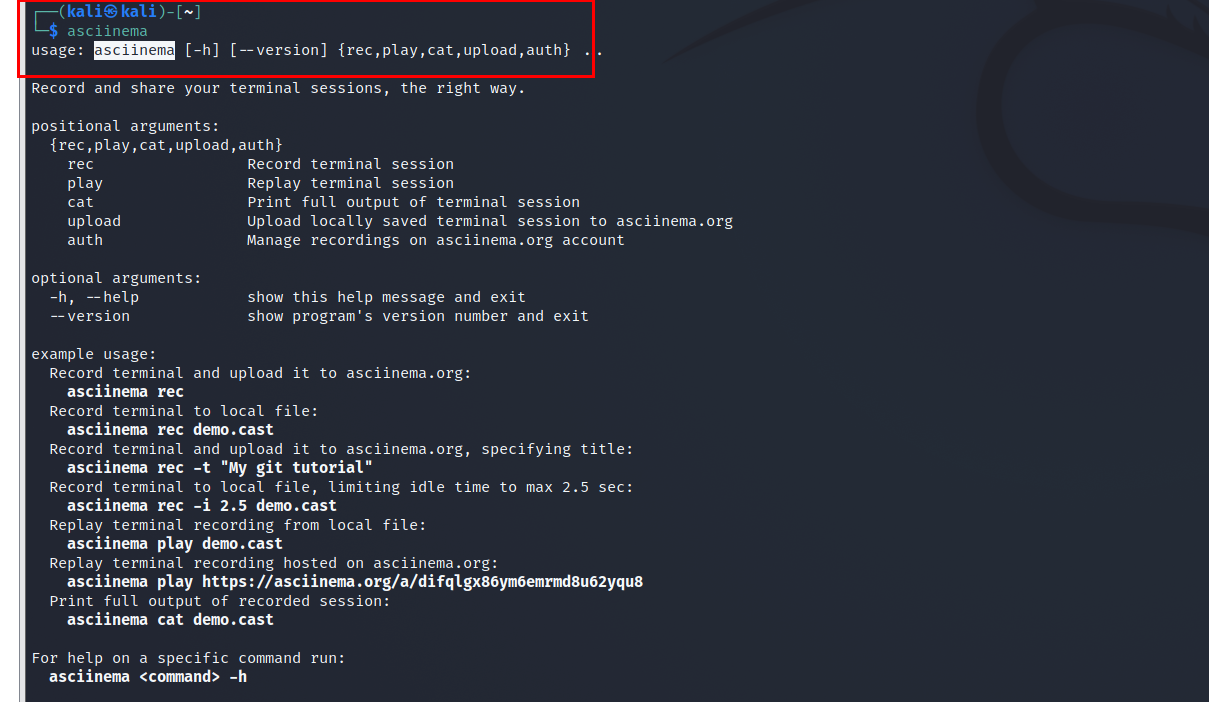 ┌──(kali㉿kali)-[~]
└─$ asciinema
usage: asciinema [-h] [--version] {rec,play,cat,upload,auth} ...
Record and share your terminal sessions, the right way.
positional arguments:
{rec,play,cat,upload,auth}
rec Record terminal session
play Replay terminal session
cat Print full output of terminal session
upload Upload locally saved terminal session to asciinema.org
auth Manage recordings on asciinema.org account
optional arguments:
-h, --help show this help message and exit
--version show program's version number and exit
example usage:
Record terminal and upload it to asciinema.org:
asciinema rec
Record terminal to local file:
asciinema rec demo.cast
Record terminal and upload it to asciinema.org, specifying title:
asciinema rec -t "My git tutorial"
Record terminal to local file, limiting idle time to max 2.5 sec:
asciinema rec -i 2.5 demo.cast
Replay terminal recording from local file:
asciinema play demo.cast
Replay terminal recording hosted on asciinema.org:
asciinema play https://asciinema.org/a/difqlgx86ym6emrmd8u62yqu8
Print full output of recorded session:
asciinema cat demo.cast
For help on a specific command run:
asciinema <command> -h